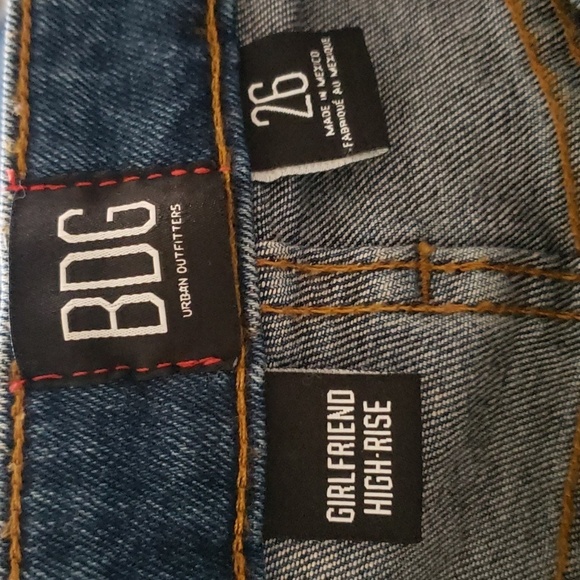 BDG
URBAN OUTFITTERS
26
MADE IN MEXICO
FABRIQUÉ AU MEXIQUE
GIRLFRIEND
HIGH-RISE